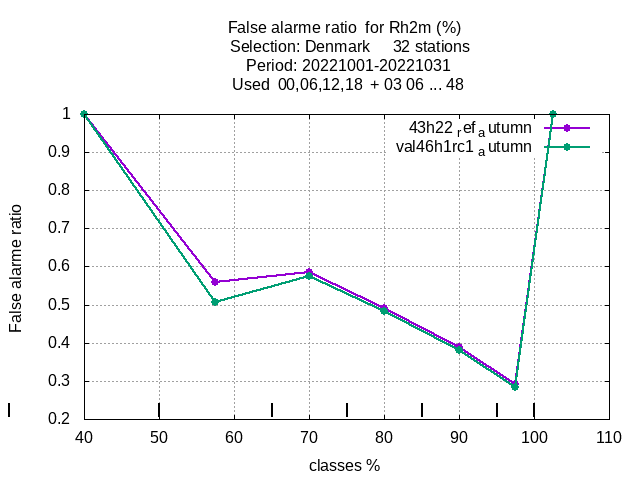 False alarme ratio for Rh2m (%)
Selection: Denmark 32 stations
Period: 20221001-20221031
Used 00,06,12,18 + 03 06 ... 48
43h22 ref a utumn
val46h1rc1 a utumn
1
0.9
0.8
0.7
0.6
0.5
0.4
0.3
0.2
False alarme ratio
40 50 60 70 80 90 100 110
classes %